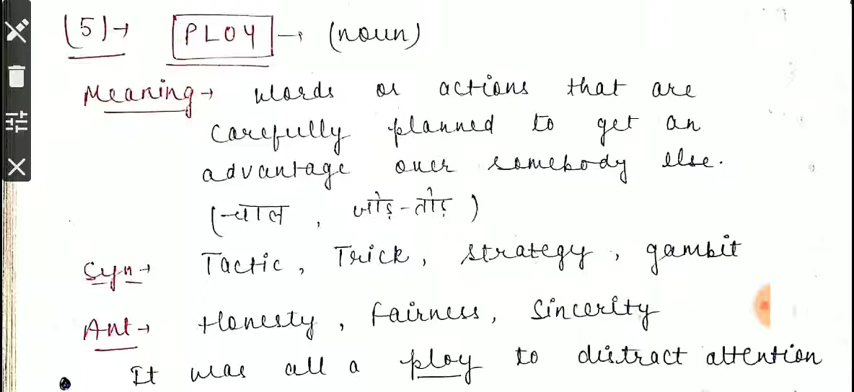 (5)→ PLOY → (noun)
Meaning→ Words or actions that are
carefully planned to get an
advantage over somebody else.
(चाल, जोड़-तोड़)
Syn→ Tactic, Trick, strategy, gambit
Ant→ Honesty, fairness, sincerity
It was all a ploy to distract attention